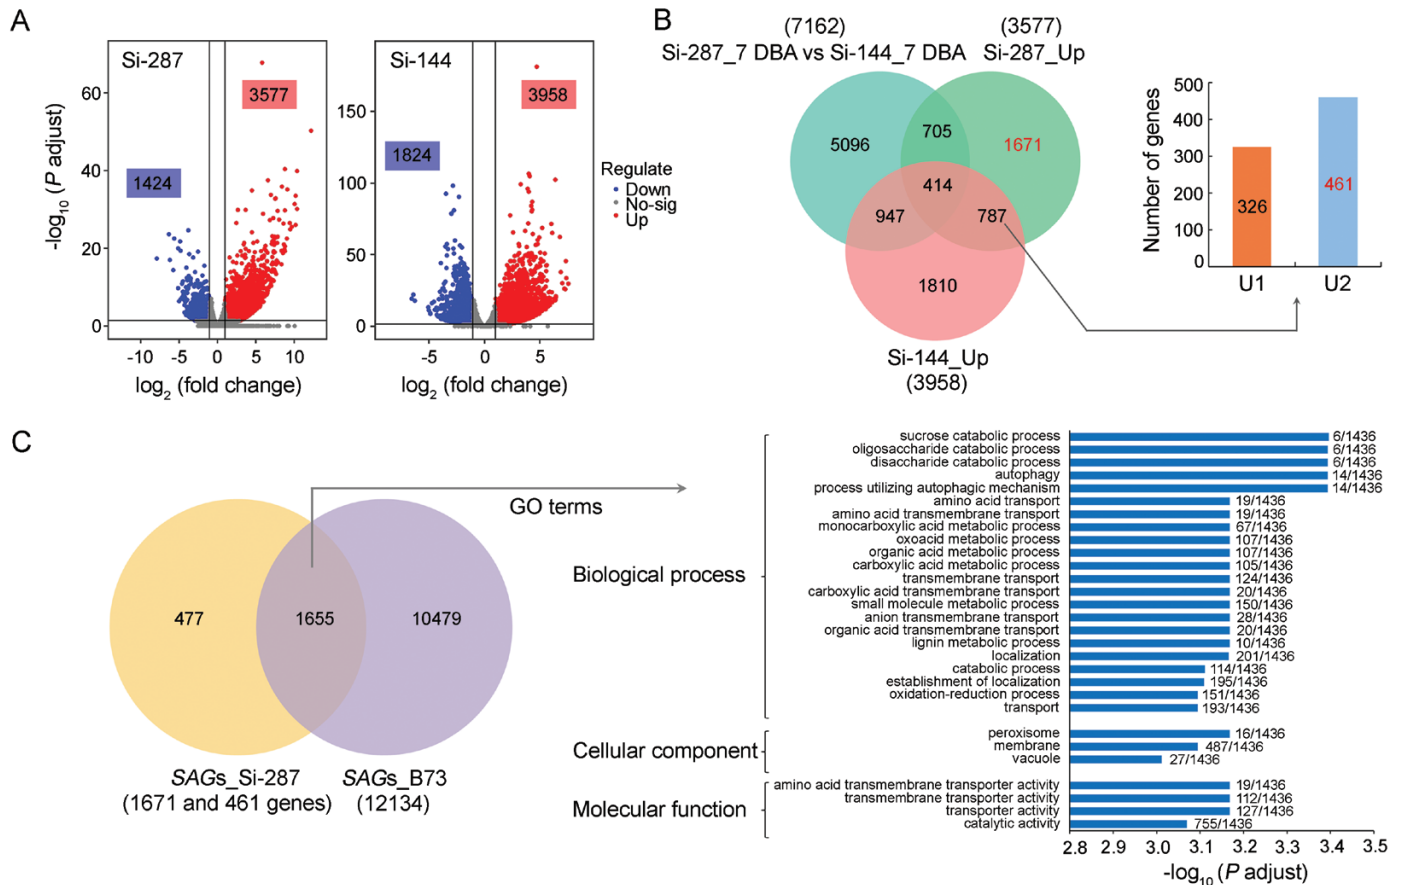 A
Si-287
3577
1424
-log10 (P adjust)
60
40
20
0
-10 -5 0 5 10
log2 (fold change)
Si-144
3958
1824
150
100
50
0
-5 0 5
log2 (fold change)
Regulate
Down
No-sig
Up
B
(7162) (3577)
Si-287_7 DBA vs Si-144_7 DBA Si-287_Up
5096
705
1671
414
947
787
1810
Si-144_Up
(3958)
Number of genes
500
400
300
200
100
0
326
461
U1 U2
C
GO terms
477
1655
10479
SAGs_Si-287 SAGs_B73
(1671 and 461 genes) (12134)
Biological process
sucrose catabolic process 6/1436
oligosaccharide catabolic process 6/1436
disaccharide catabolic process 6/1436
autophagy 14/1436
process utilizing autophagic mechanism 14/1436
amino acid transport 19/1436
amino acid transmembrane transport 19/1436
monocarboxylic acid metabolic process 67/1436
oxoacid metabolic process 107/1436
organic acid metabolic process 107/1436
carboxylic acid metabolic process 105/1436
transmembrane transport 124/1436
carboxylic acid transmembrane transport 20/1436
small molecule metabolic process 150/1436
anion transmembrane transport 28/1436
organic acid transmembrane transport 20/1436
lignin metabolic process 10/1436
localization 201/1436
catabolic process 114/1436
establishment of localization 195/1436
oxidation-reduction process 151/1436
transport 193/1436
Cellular component
peroxisome 16/1436
membrane 487/1436
vacuole 27/1436
Molecular function
amino acid transmembrane transporter activity 19/1436
transmembrane transporter activity 112/1436
transporter activity 127/1436
catalytic activity 755/1436
2.8 2.9 3.0 3.1 3.2 3.3 3.4 3.5
-log10 (P adjust)